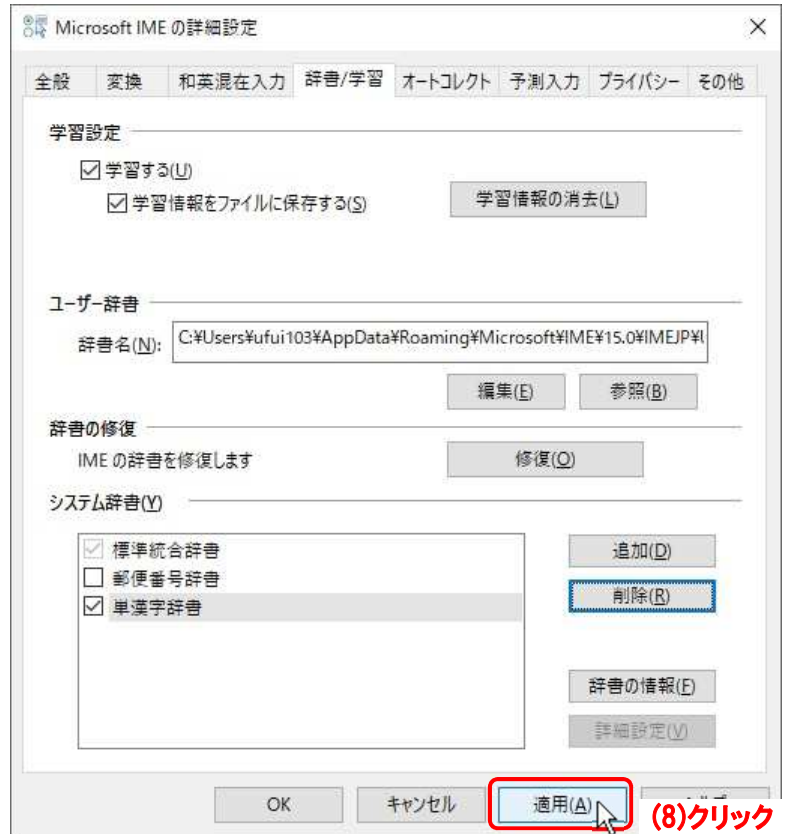 Microsoft IME の詳細設定
全般 変換 和英混在入力 辞書/学習 オートコレクト 予測入力 プライバシー その他
学習設定
学習する(U)
学習情報をファイルに保存する(S) 学習情報の消去(L)
ユーザー辞書
辞書名(N): C:¥Users¥ufui103¥AppData¥Roaming¥Microsoft¥IME¥15.0¥IMEJP¥
編集(E) 参照(B)
辞書の修復
IME の辞書を修復します 修復(O)
システム辞書(Y)
標準統合辞書 追加(D)
郵便番号辞書
単漢字辞書 削除(R)
辞書の情報(F)
詳細設定(V)
OK キャンセル 適用(A)
(8)クリック